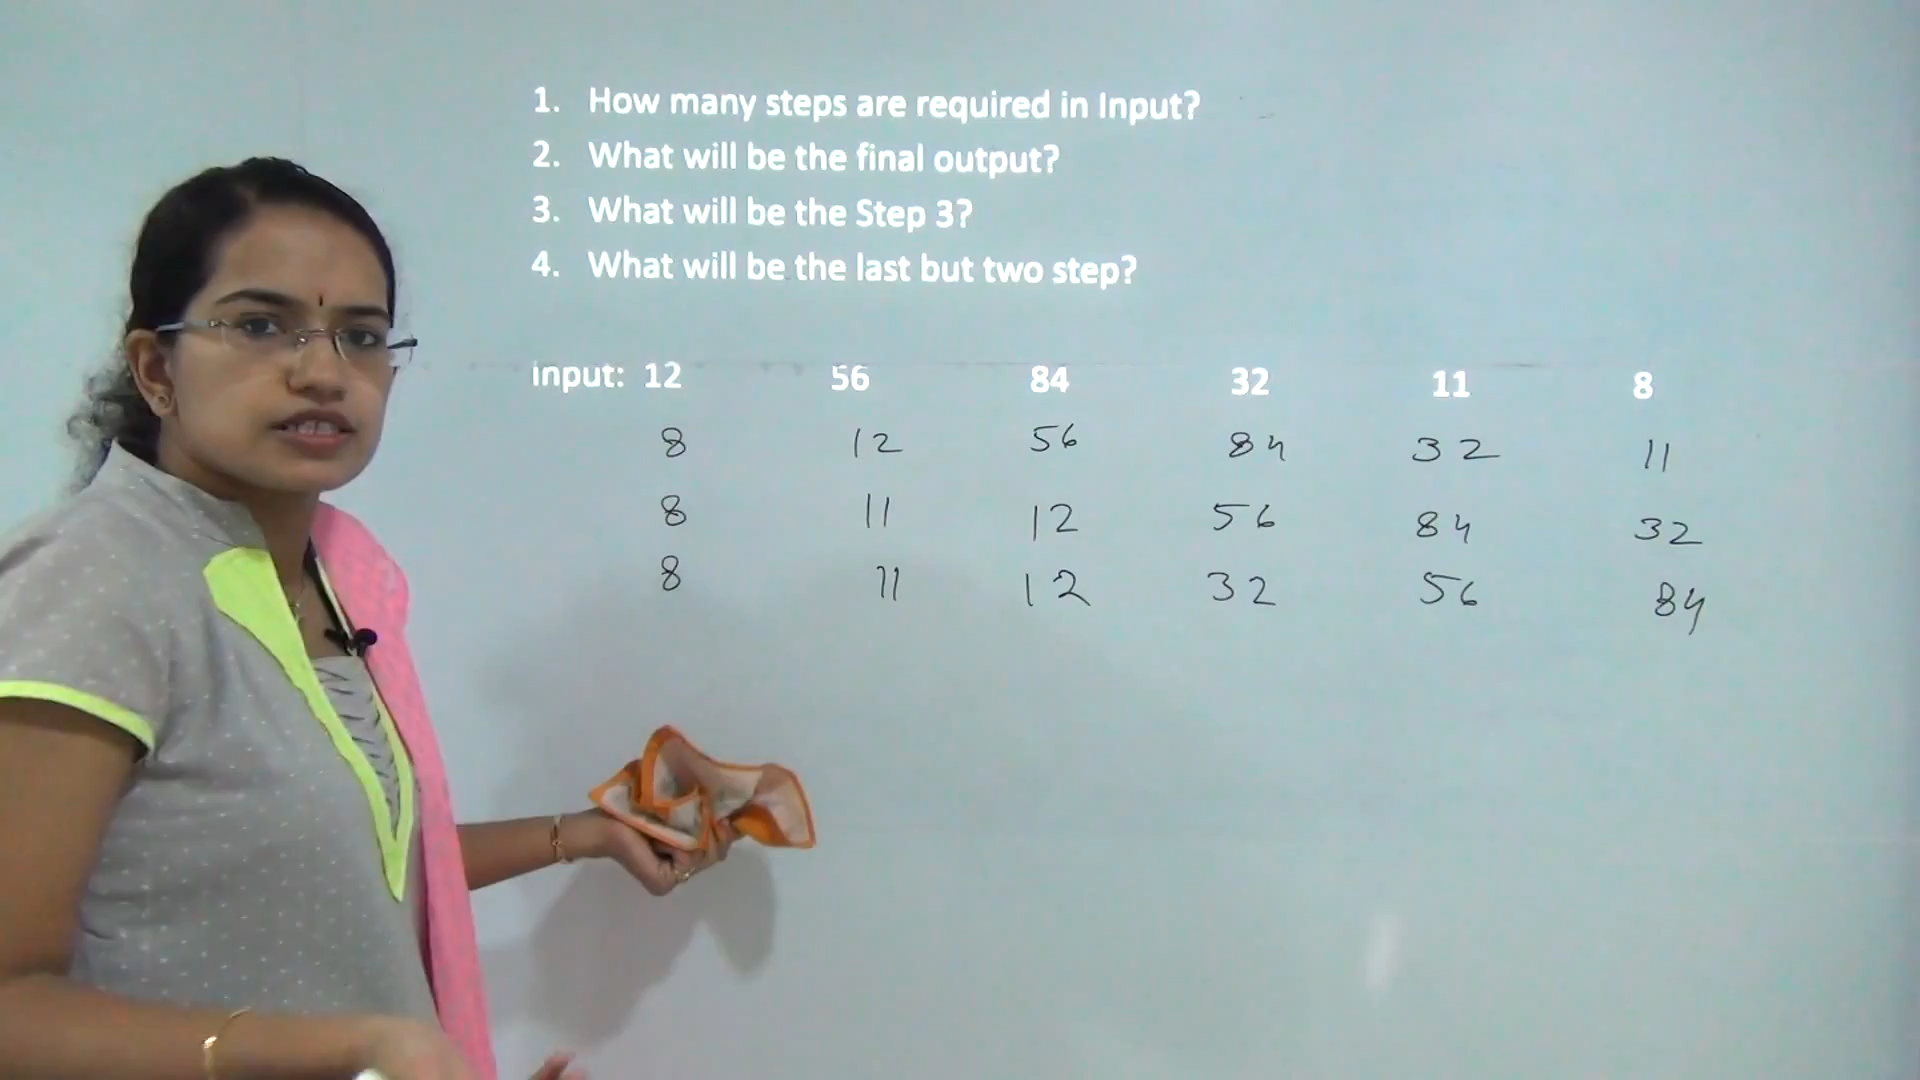 1. How many steps are required in Input?
2. What will be the final output?
3. What will be the Step 3?
4. What will be the last but two step?
input: 12 56 84 32 11 8
8 12 56 84 32 11
8 11 12 56 84 32
8 11 12 32 56 84